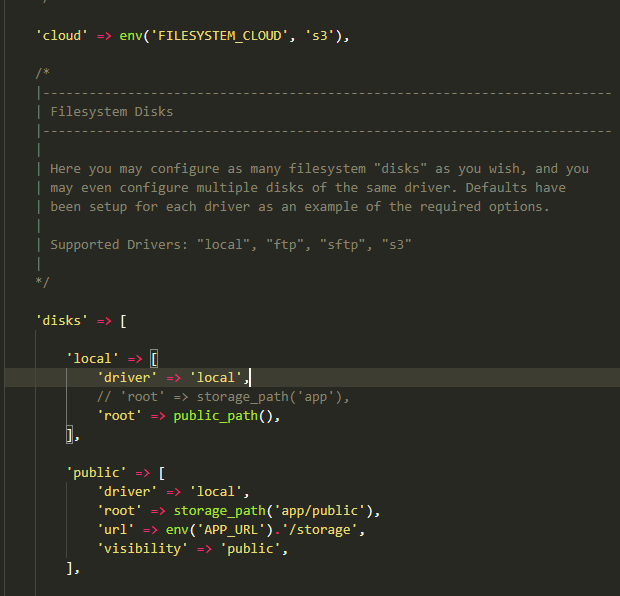 'cloud' => env('FILESYSTEM_CLOUD', 's3'),
/*
|--------------------------------------------------------------------------
| Filesystem Disks
|--------------------------------------------------------------------------
|
| Here you may configure as many filesystem "disks" as you wish, and you
| may even configure multiple disks of the same driver. Defaults have
| been setup for each driver as an example of the required options.
|
| Supported Drivers: "local", "ftp", "sftp", "s3"
|
*/
'disks' => [
'local' => [
'driver' => 'local',
// 'root' => storage_path('app'),
'root' => public_path(),
],
'public' => [
'driver' => 'local',
'root' => storage_path('app/public'),
'url' => env('APP_URL').'/storage',
'visibility' => 'public',
],